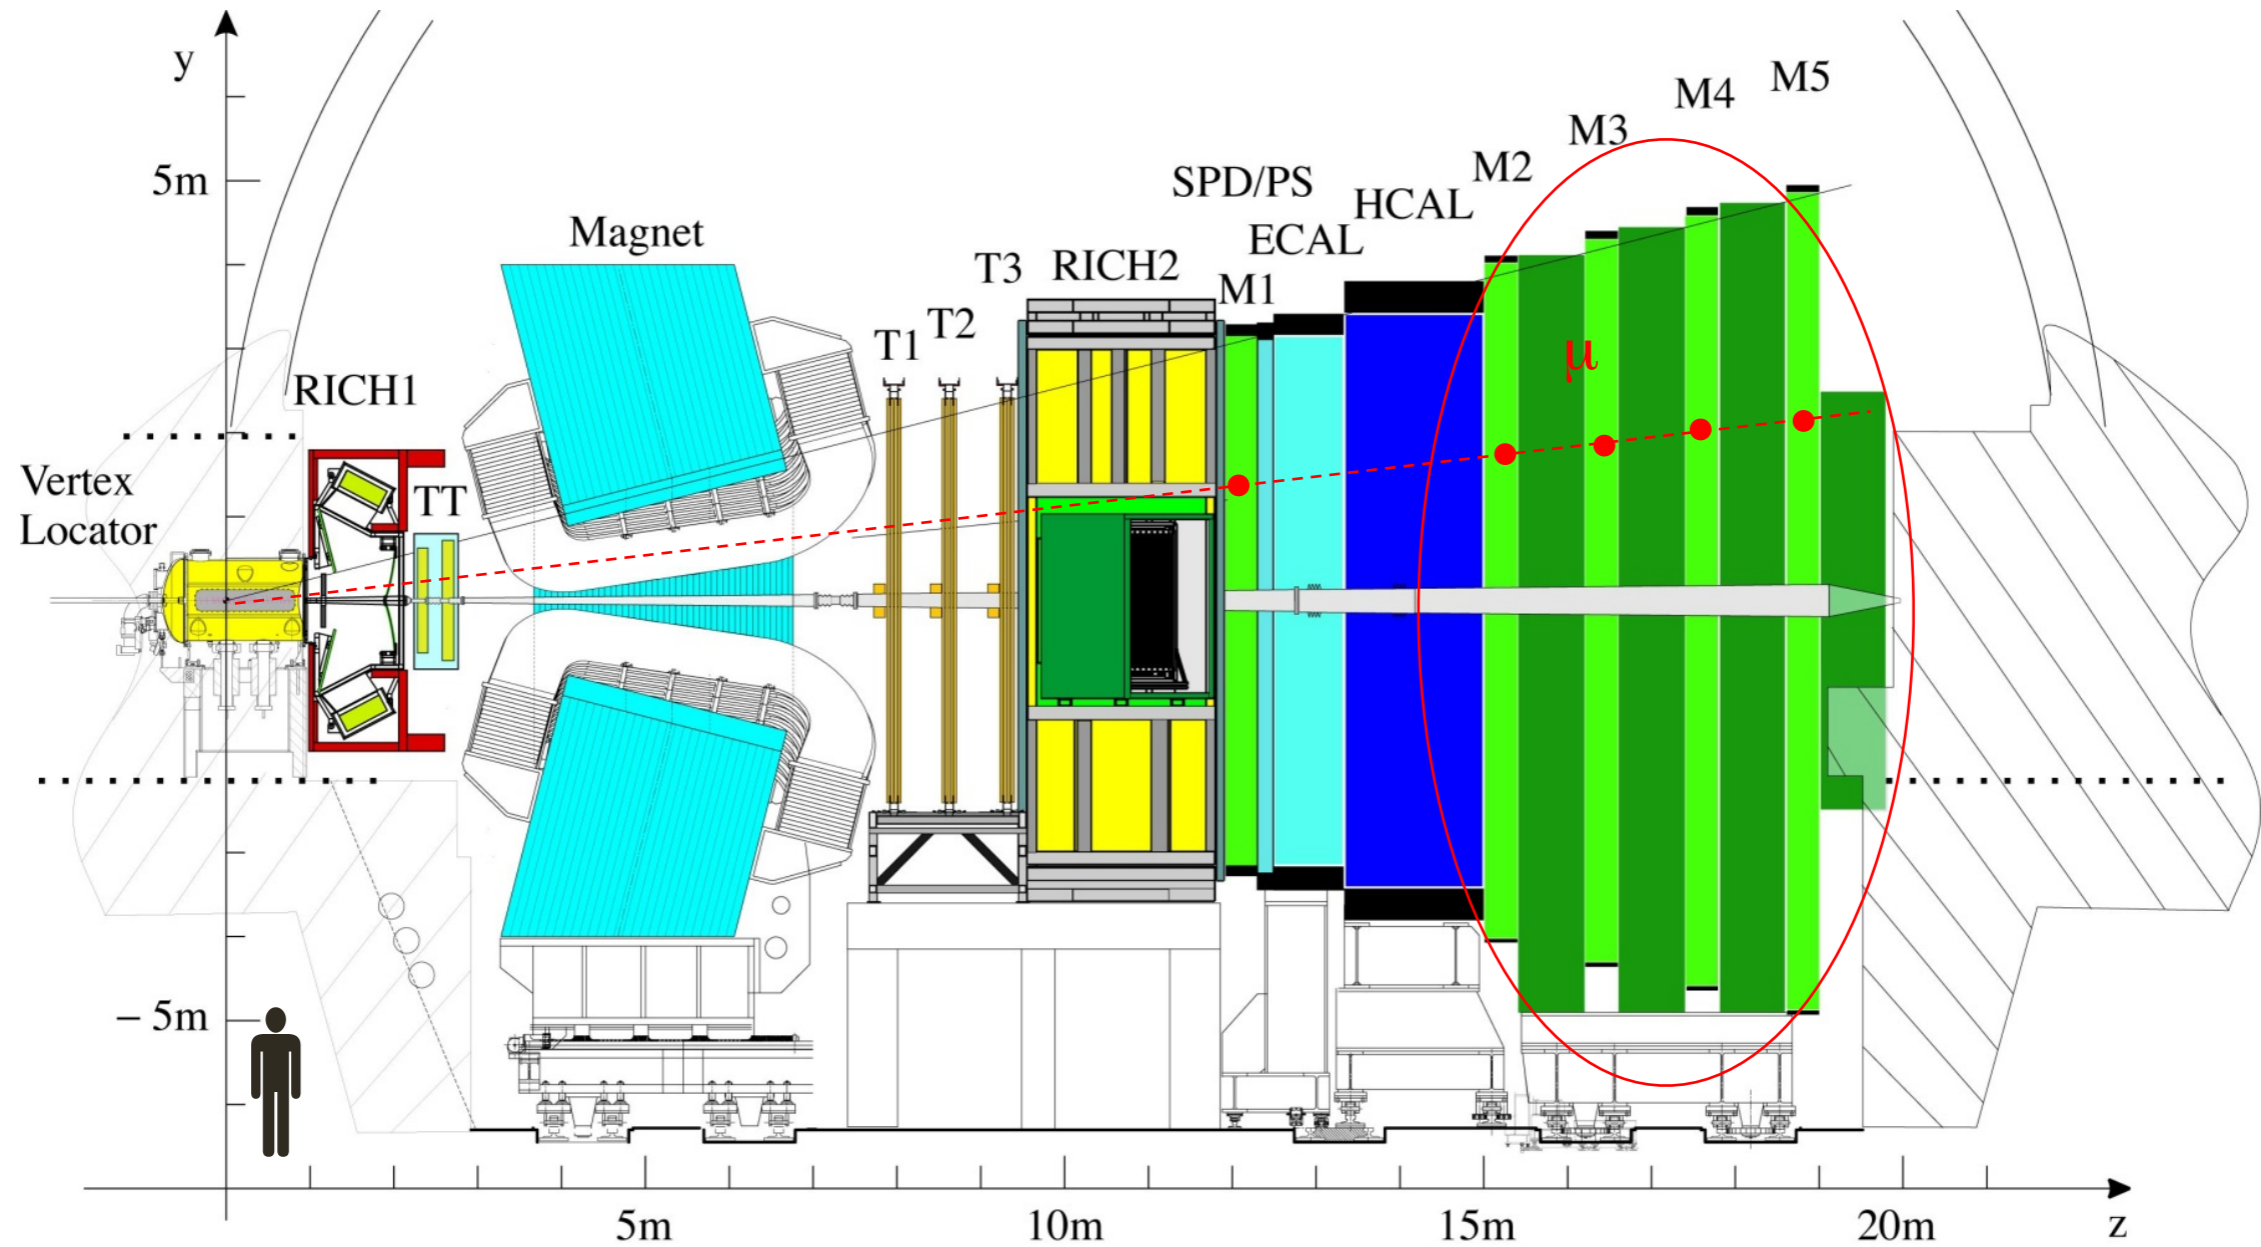 y
5m
− 5m
Vertex
Locator
RICH1
TT
Magnet
T1
T2
T3
RICH2
M1
SPD/PS
ECAL
HCAL
M2
M3
M4
M5
μ
5m
10m
15m
20m
z